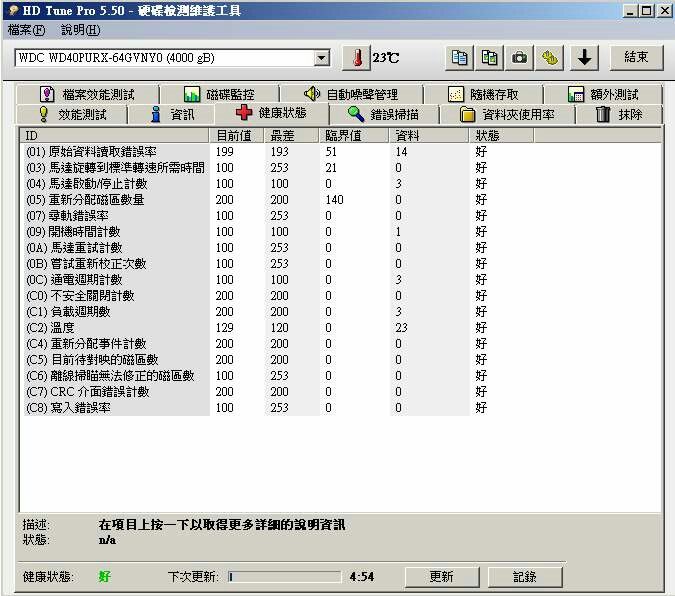 HD Tune Pro 5.50 - 硬碟檢測維護工具
檔案(F) 說明(H)
WDC WD40PURX-64GVNY0 (4000 gB) 23℃ 結束
檔案效能測試 磁碟監控 自動噪聲管理 隨機存取 額外測試
效能測試 資訊 健康狀態 錯誤掃描 資料夾使用率 抹除
ID 目前值 最差 臨界值 資料 狀態
(01) 原始資料讀取錯誤率 199 193 51 14 好
(03) 馬達旋轉到標準轉速所需時間 100 253 21 0 好
(04) 馬達啟動/停止計數 100 100 0 3 好
(05) 重新分配磁區數量 200 200 140 0 好
(07) 尋軌錯誤率 100 253 0 0 好
(09) 開機時間計數 100 100 0 1 好
(0A) 馬達重試計數 100 253 0 0 好
(0B) 嘗試重新校正次數 100 253 0 0 好
(0C) 通電週期計數 100 100 0 3 好
(C0) 不安全關閉計數 200 200 0 0 好
(C1) 負載週期數 200 200 0 3 好
(C2) 溫度 129 120 0 23 好
(C4) 重新分配事件計數 200 200 0 0 好
(C5) 目前待對映的磁區數 200 200 0 0 好
(C6) 離線掃瞄無法修正的磁區數 100 253 0 0 好
(C7) CRC 介面錯誤計數 200 200 0 0 好
(C8) 寫入錯誤率 100 253 0 0 好
描述: 在項目上按一下以取得更多詳細的說明資訊
狀態: n/a
健康狀態: 好 下次更新: 4:54 更新 記錄